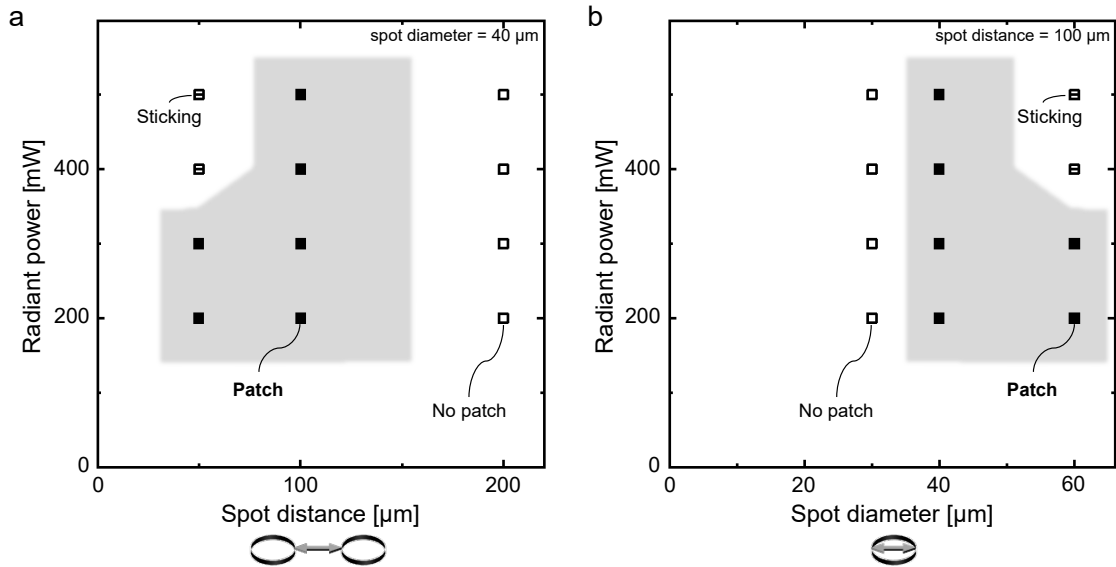 a
spot diameter = 40 µm
Sticking
Patch
No patch
Radiant power [mW]
400
200
0
0
100
200
Spot distance [µm]
b
spot distance = 100 µm
Sticking
No patch
Patch
Radiant power [mW]
400
200
0
0
20
40
60
Spot diameter [µm]